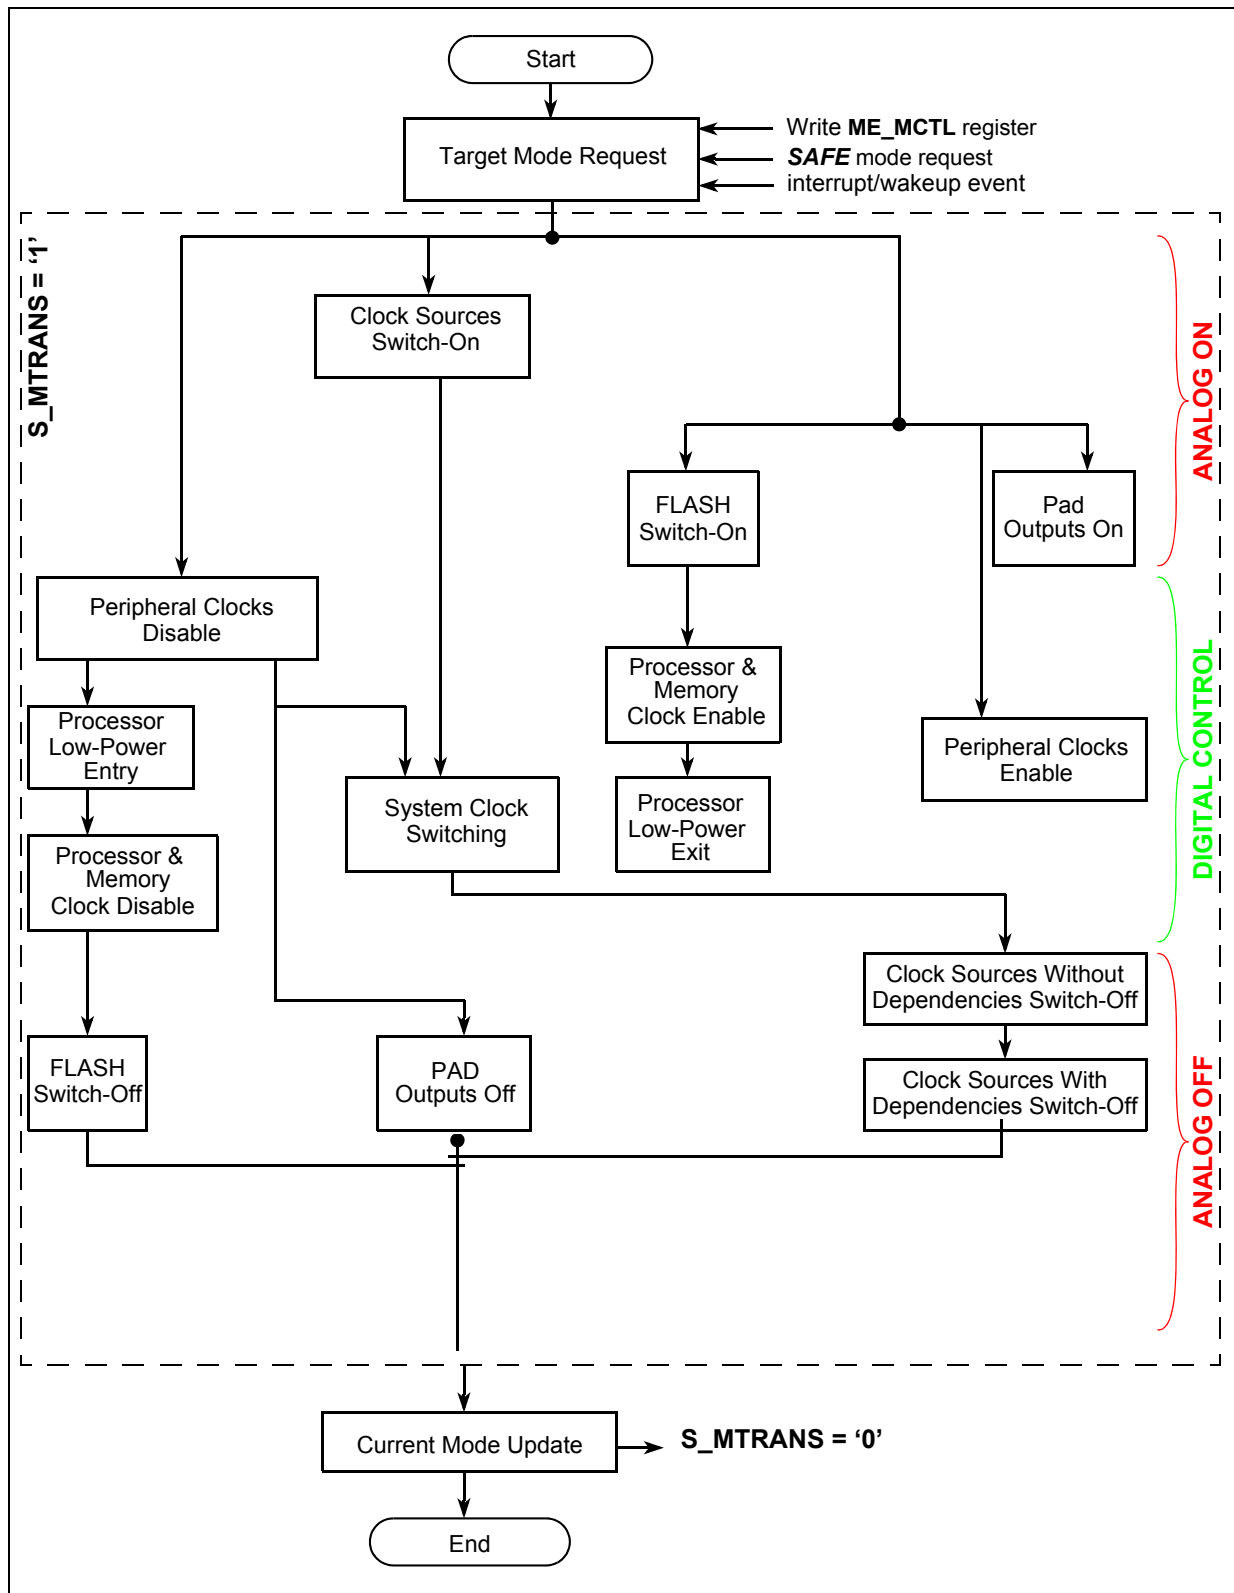 Start
Target Mode Request
Write ME_MCTL register
SAFE mode request
interrupt/wakeup event
S_MTRANS = ‘1’
ANALOG ON
Clock Sources
Switch-On
FLASH
Switch-On
Pad
Outputs On
Peripheral Clocks
Disable
DIGITAL CONTROL
Processor &
Memory
Clock Enable
Processor
Low-Power
Entry
Peripheral Clocks
Enable
System Clock
Switching
Processor
Low-Power
Exit
Processor &
Memory
Clock Disable
Clock Sources Without
Dependencies Switch-Off
ANALOG OFF
FLASH
Switch-Off
PAD
Outputs Off
Clock Sources With
Dependencies Switch-Off
Current Mode Update
S_MTRANS = ‘0’
End